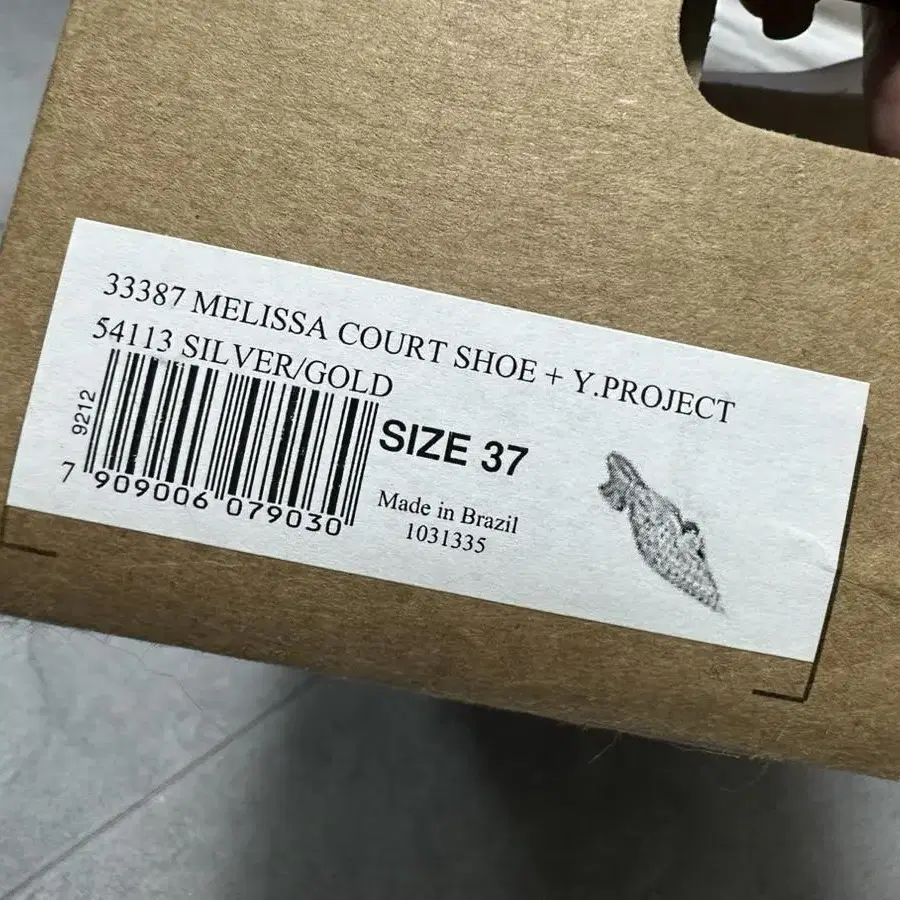 33387 MELISSA COURT SHOE + Y.PROJECT
54113 SILVER/GOLD
9212
SIZE 37
7 909006 079030
Made in Brazil
1031335